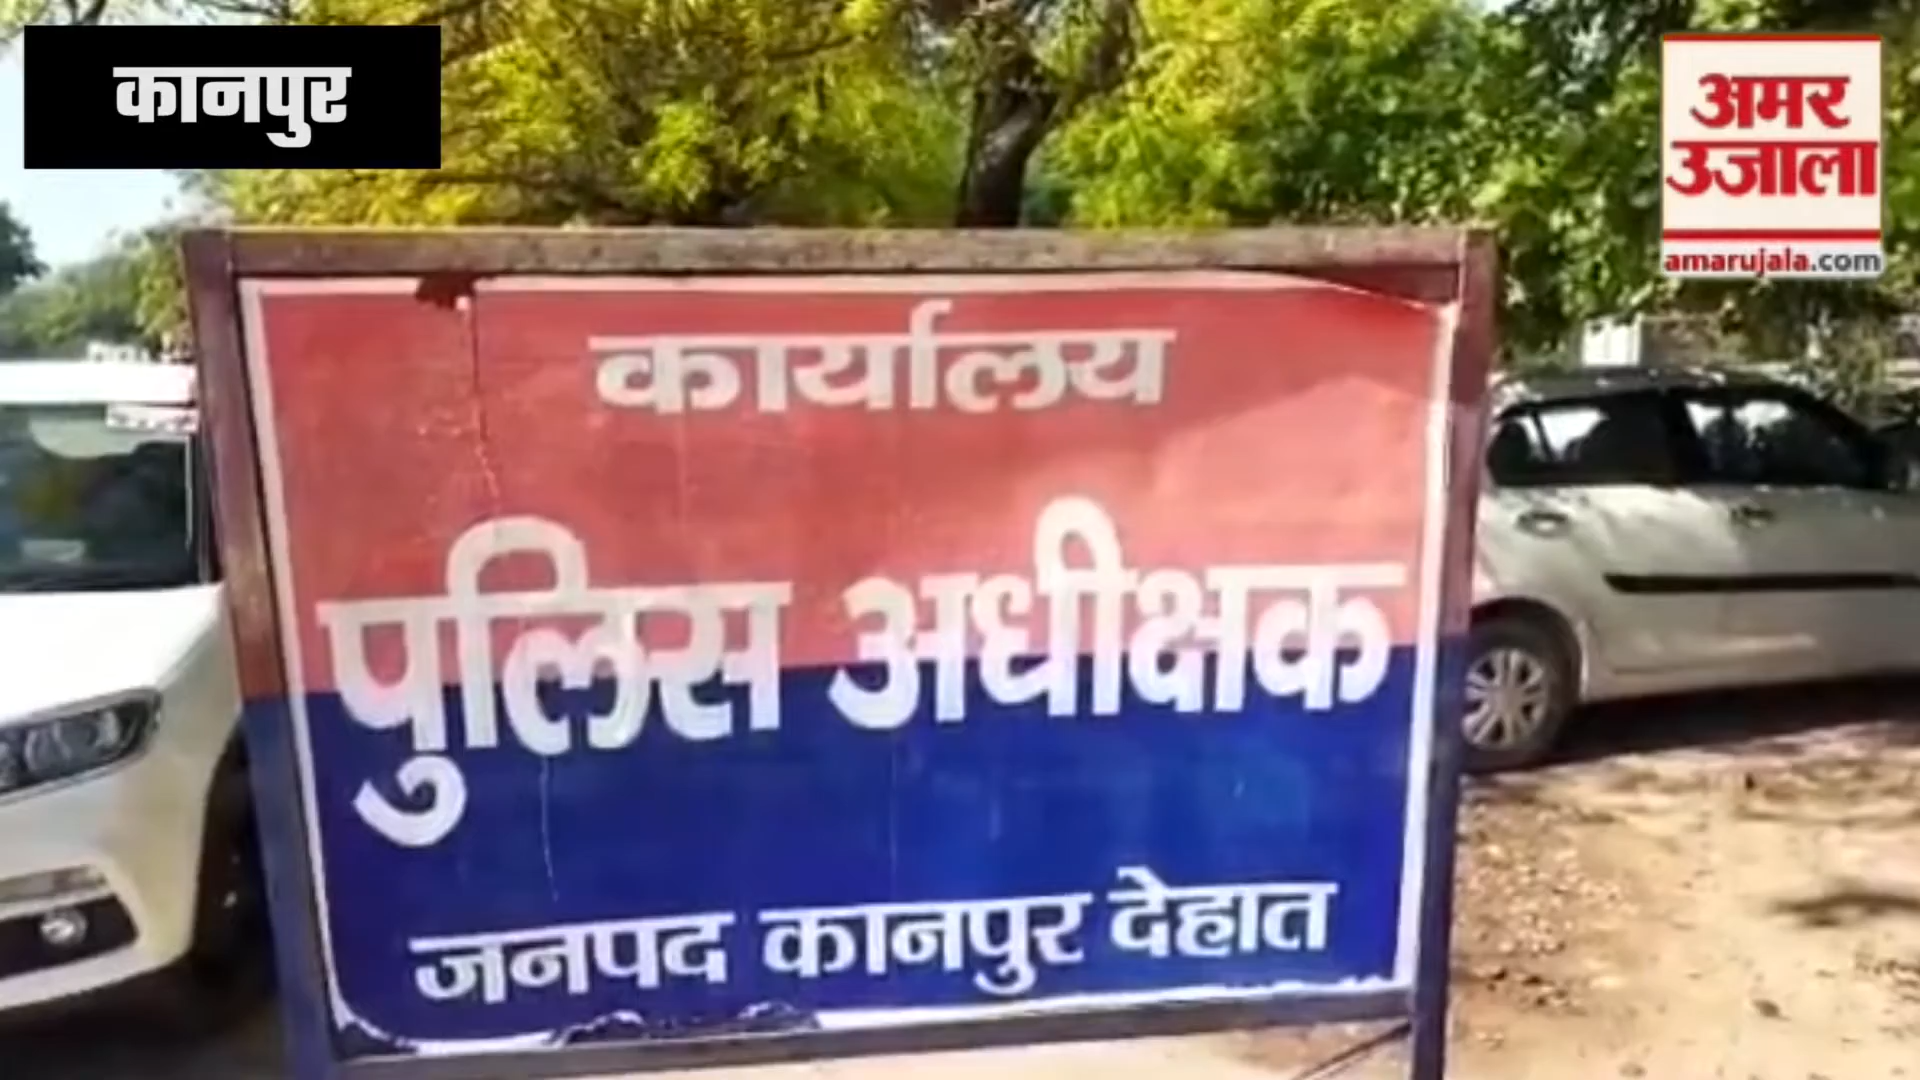 कानपुर
अमर
उजाला
amarujala.com
कार्यालय
पुलिस अधीक्षक
जनपद कानपुर देहात